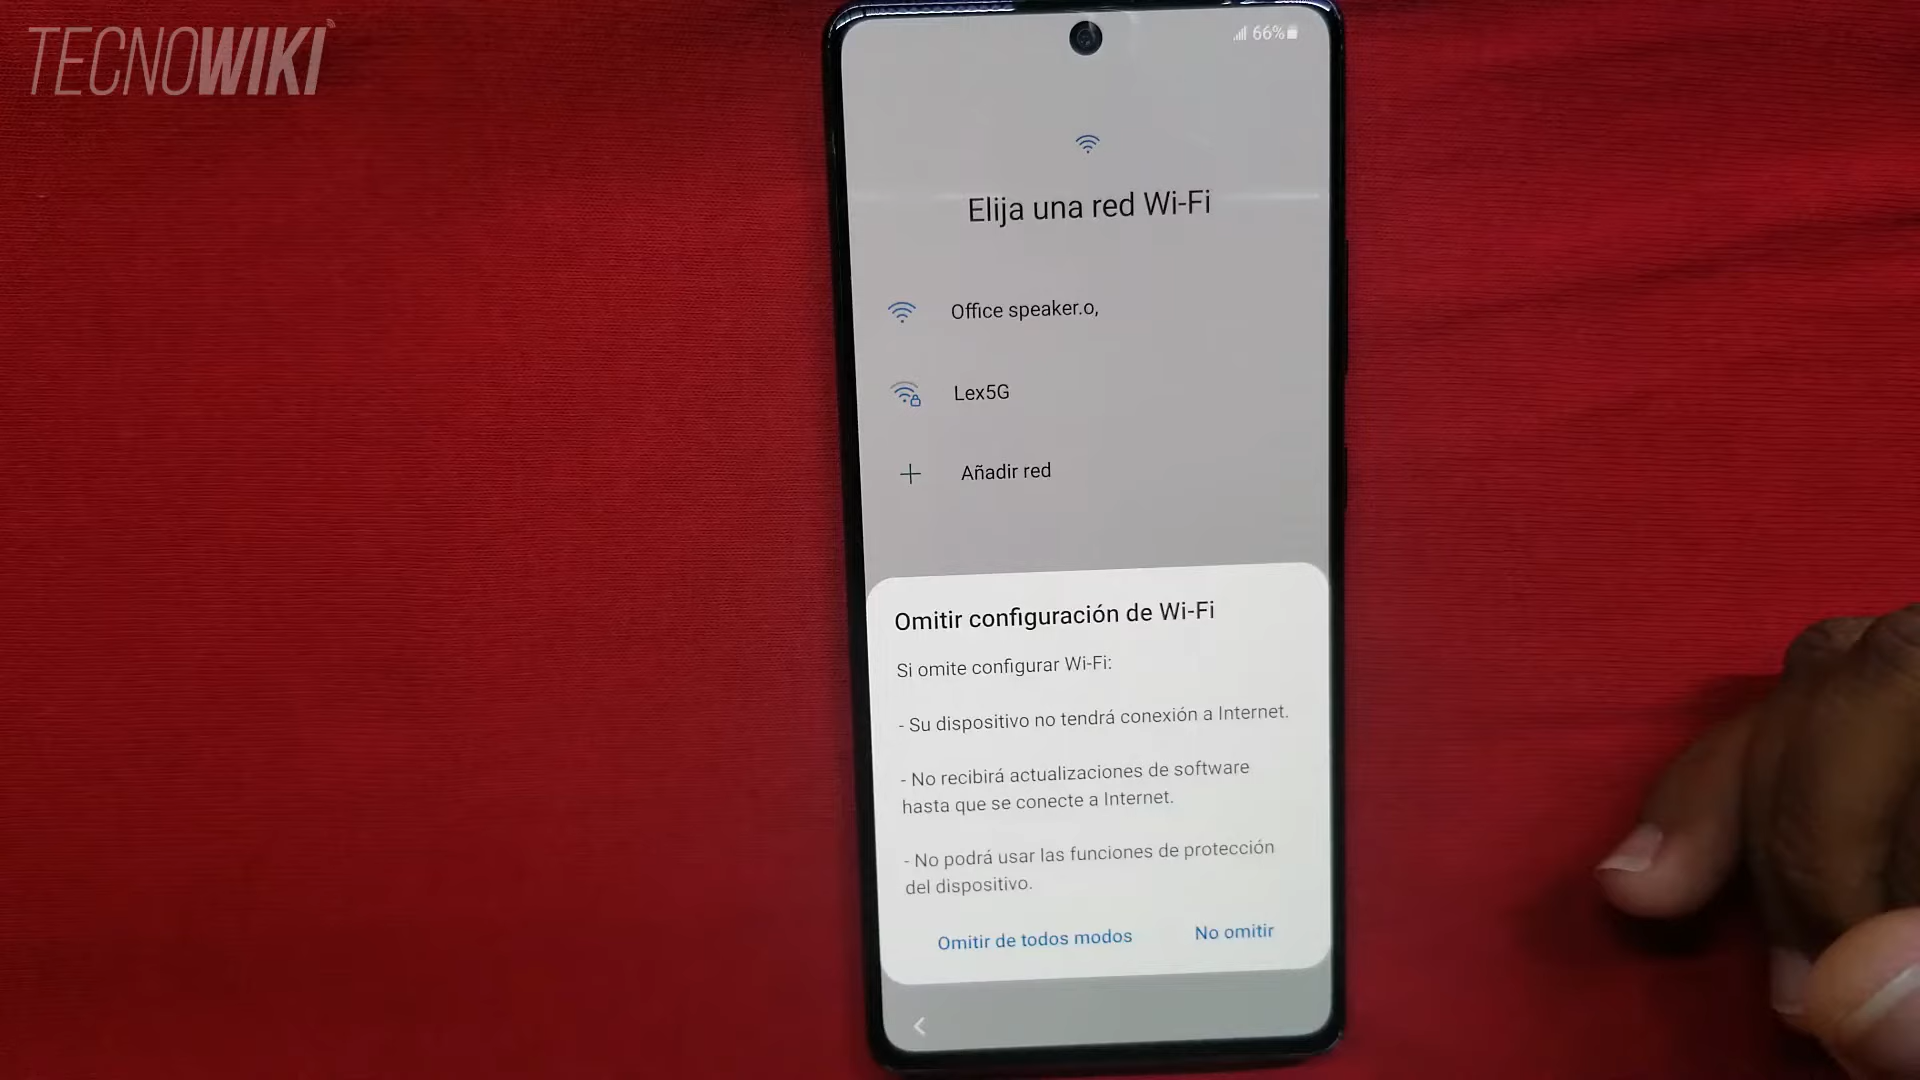 TECNOWIKI
66%
Elija una red Wi-Fi
Office speaker.o,
Lex5G
Añadir red
Omitir configuración de Wi-Fi
Si omite configurar Wi-Fi:
- Su dispositivo no tendrá conexión a Internet.
- No recibirá actualizaciones de software
hasta que se conecte a Internet.
- No podrá usar las funciones de protección
del dispositivo.
Omitir de todos modos No omitir